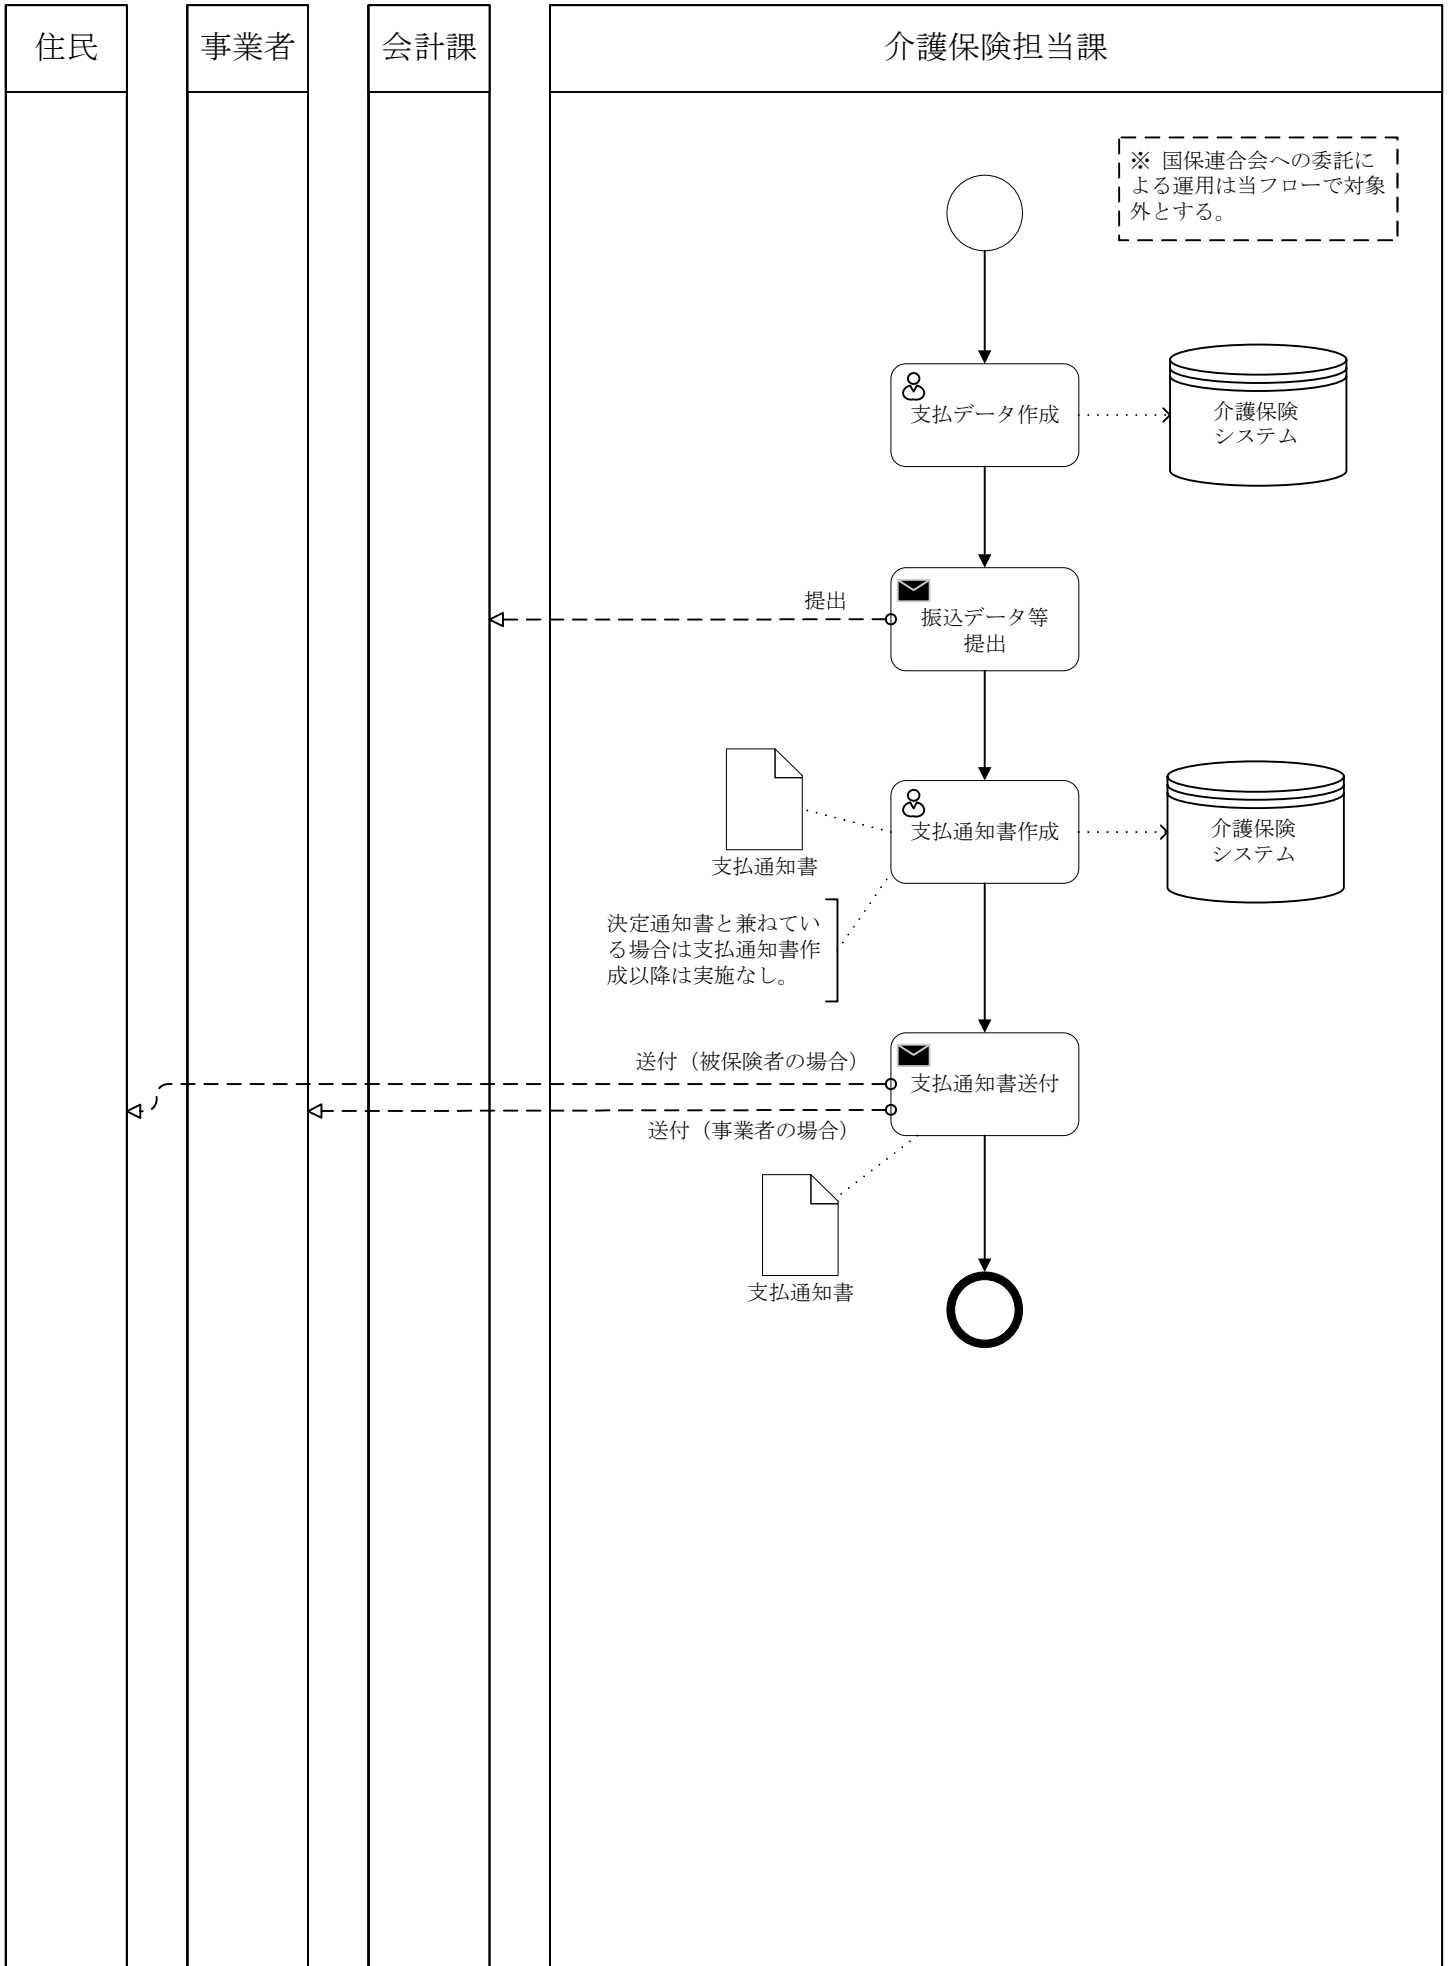 住民
事業者
会計課
介護保険担当課
※ 国保連合会への委託に
よる運用は当フローで対象
外とする。
支払データ作成
介護保険
システム
提出
振込データ等
提出
支払通知書作成
介護保険
システム
支払通知書
決定通知書と兼ねてい
る場合は支払通知書作
成以降は実施なし。
送付（被保険者の場合）
支払通知書送付
送付（事業者の場合）
支払通知書